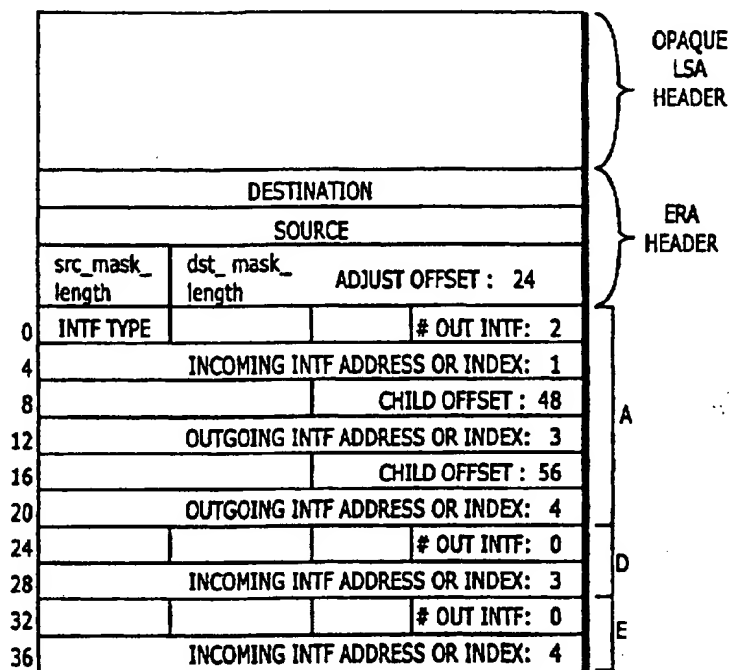 OPAQUE
LSA
HEADER
DESTINATION
SOURCE
ERA
HEADER
src_mask_
length
dst_ mask_
length
ADJUST OFFSET : 24
0 INTF TYPE # OUT INTF: 2
4 INCOMING INTF ADDRESS OR INDEX: 1
8 CHILD OFFSET : 48
A
12 OUTGOING INTF ADDRESS OR INDEX: 3
16 CHILD OFFSET : 56
20 OUTGOING INTF ADDRESS OR INDEX: 4
24 # OUT INTF: 0
D
28 INCOMING INTF ADDRESS OR INDEX: 3
32 # OUT INTF: 0
E
36 INCOMING INTF ADDRESS OR INDEX: 4